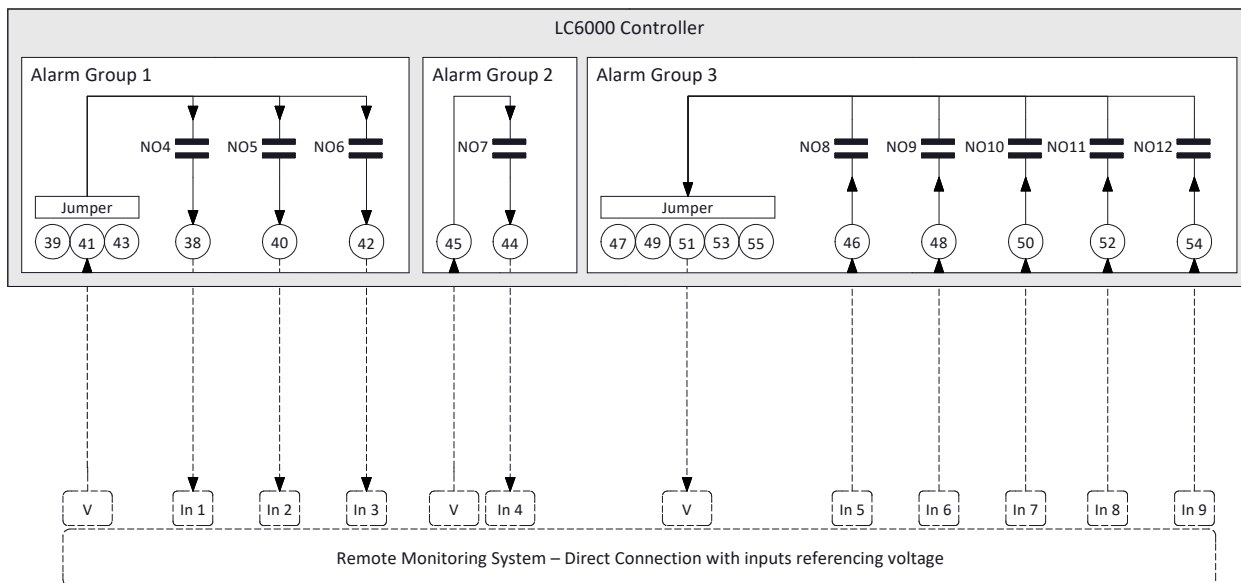 LC6000 Controller
Alarm Group 1
Alarm Group 2
Alarm Group 3
NO4 NO5 NO6 NO7 NO8 NO9 NO10 NO11 NO12
Jumper
Jumper
39 41 43 38 40 42 45 44 47 49 51 53 55 46 48 50 52 54
V In 1 In 2 In 3 V In 4 V In 5 In 6 In 7 In 8 In 9
Remote Monitoring System – Direct Connection with inputs referencing voltage